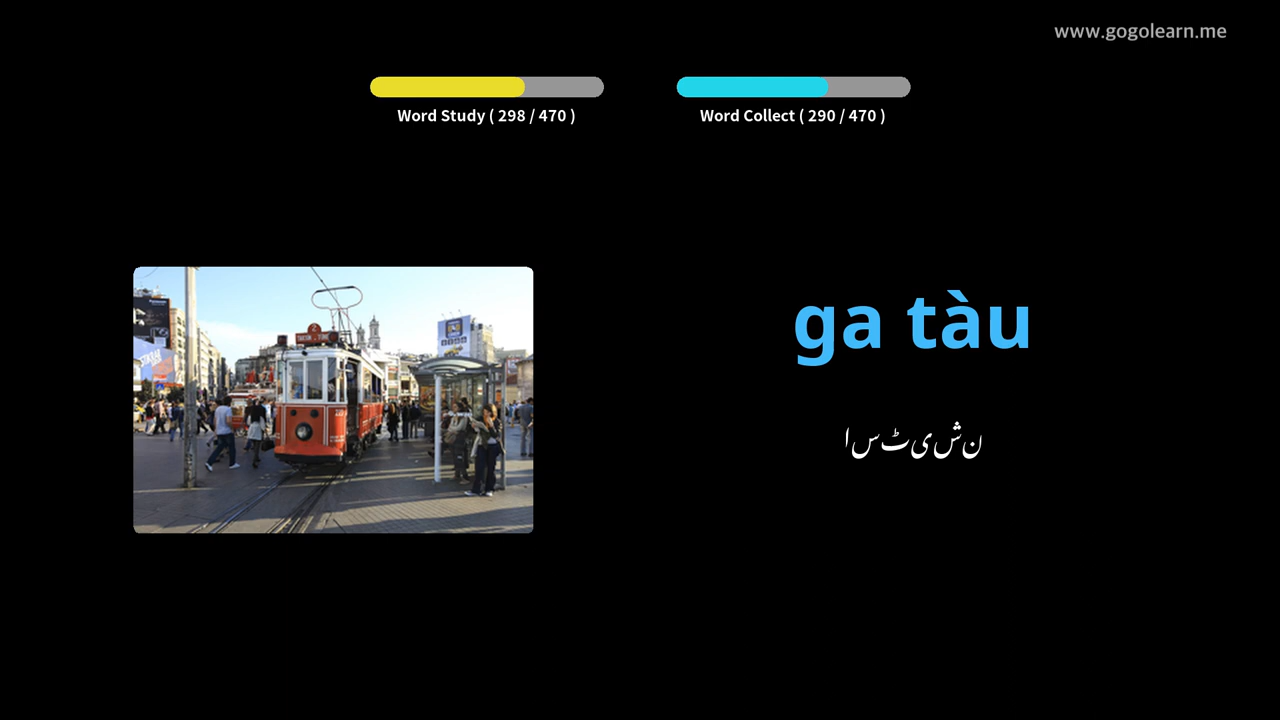 www.gogolearn.me
Word Study ( 298 / 470 )
Word Collect ( 290 / 470 )
ga tàu
اسٹیشن